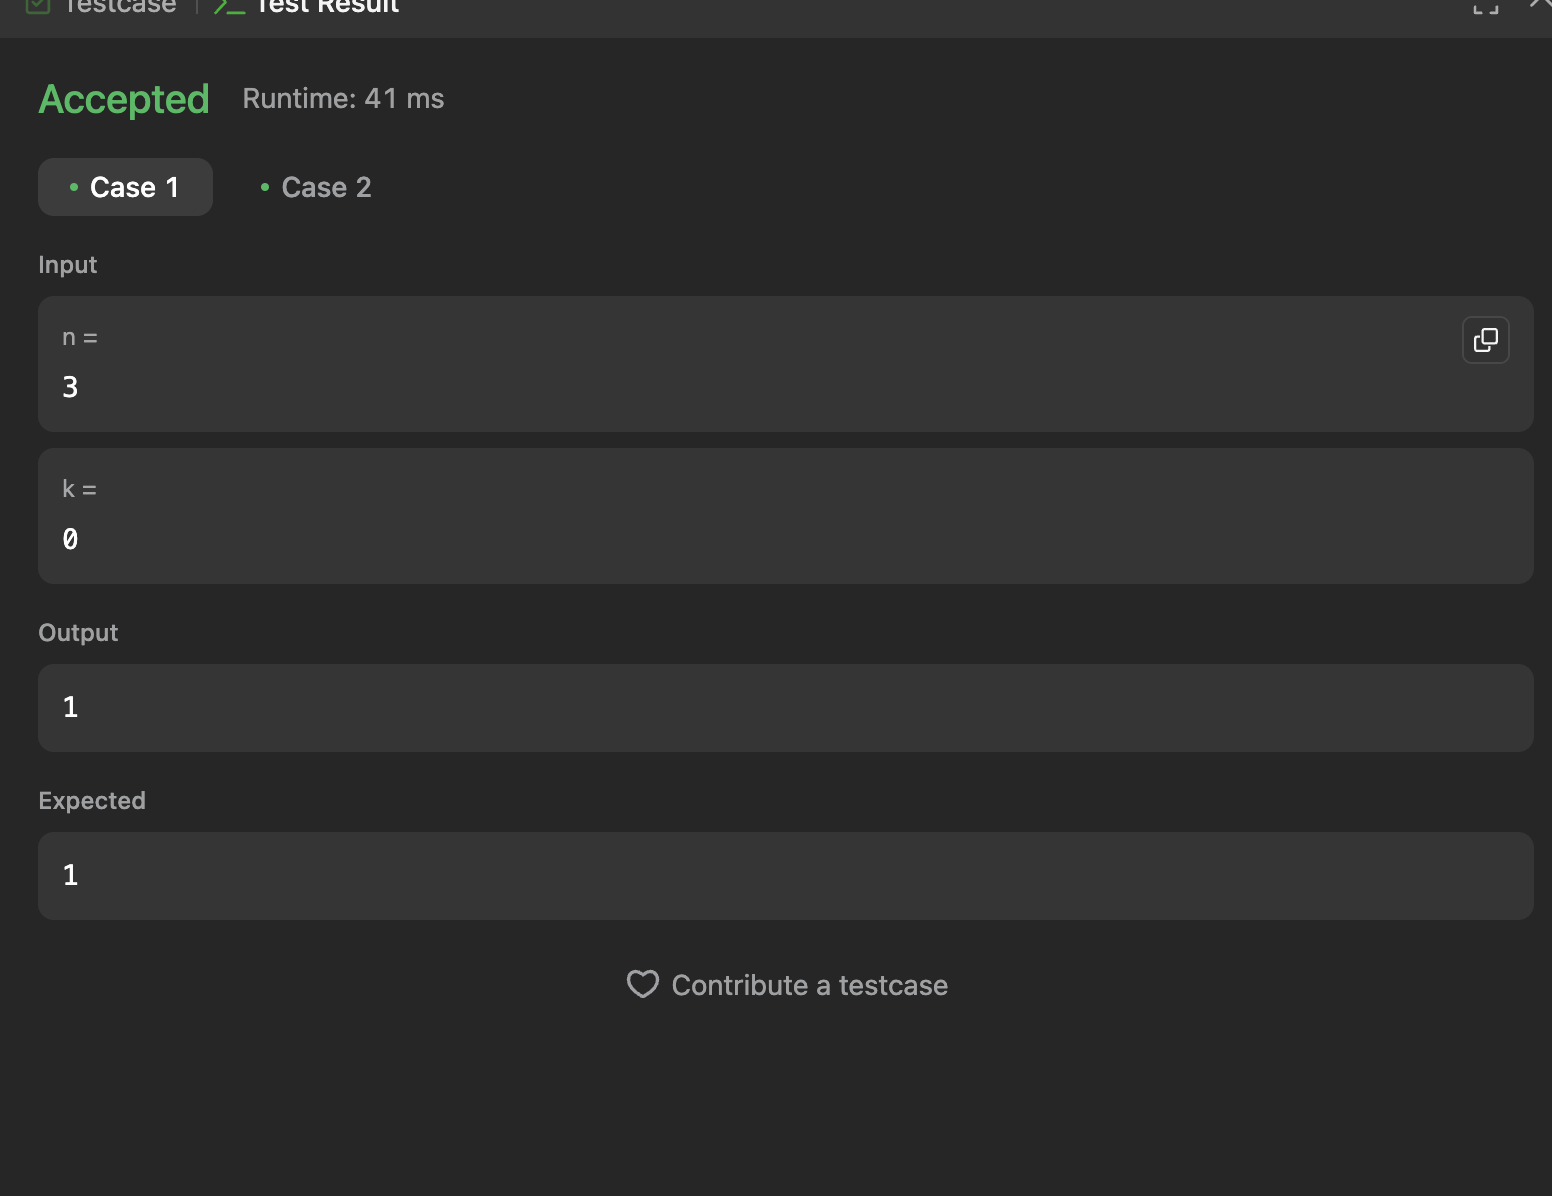 Testcase | Test Result
Accepted Runtime: 41 ms
• Case 1 • Case 2
Input
n =
3
k =
0
Output
1
Expected
1
Contribute a testcase